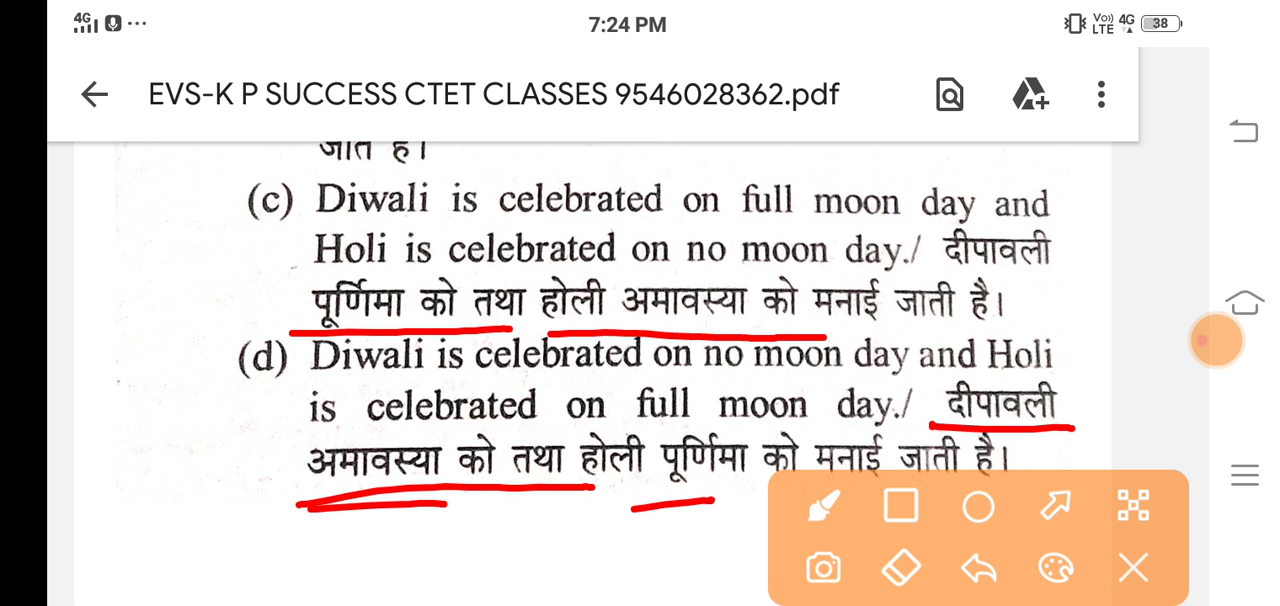 4G
7:24 PM
Vo) 4G
LTE
38
EVS-K P SUCCESS CTET CLASSES 9546028362.pdf
जाते है।
(c) Diwali is celebrated on full moon day and
Holi is celebrated on no moon day./ दीपावली
पूर्णिमा को तथा होली अमावस्या को मनाई जाती है।
(d) Diwali is celebrated on no moon day and Holi
is celebrated on full moon day./ दीपावली
अमावस्या को तथा होली पूर्णिमा को मनाई जाती है।